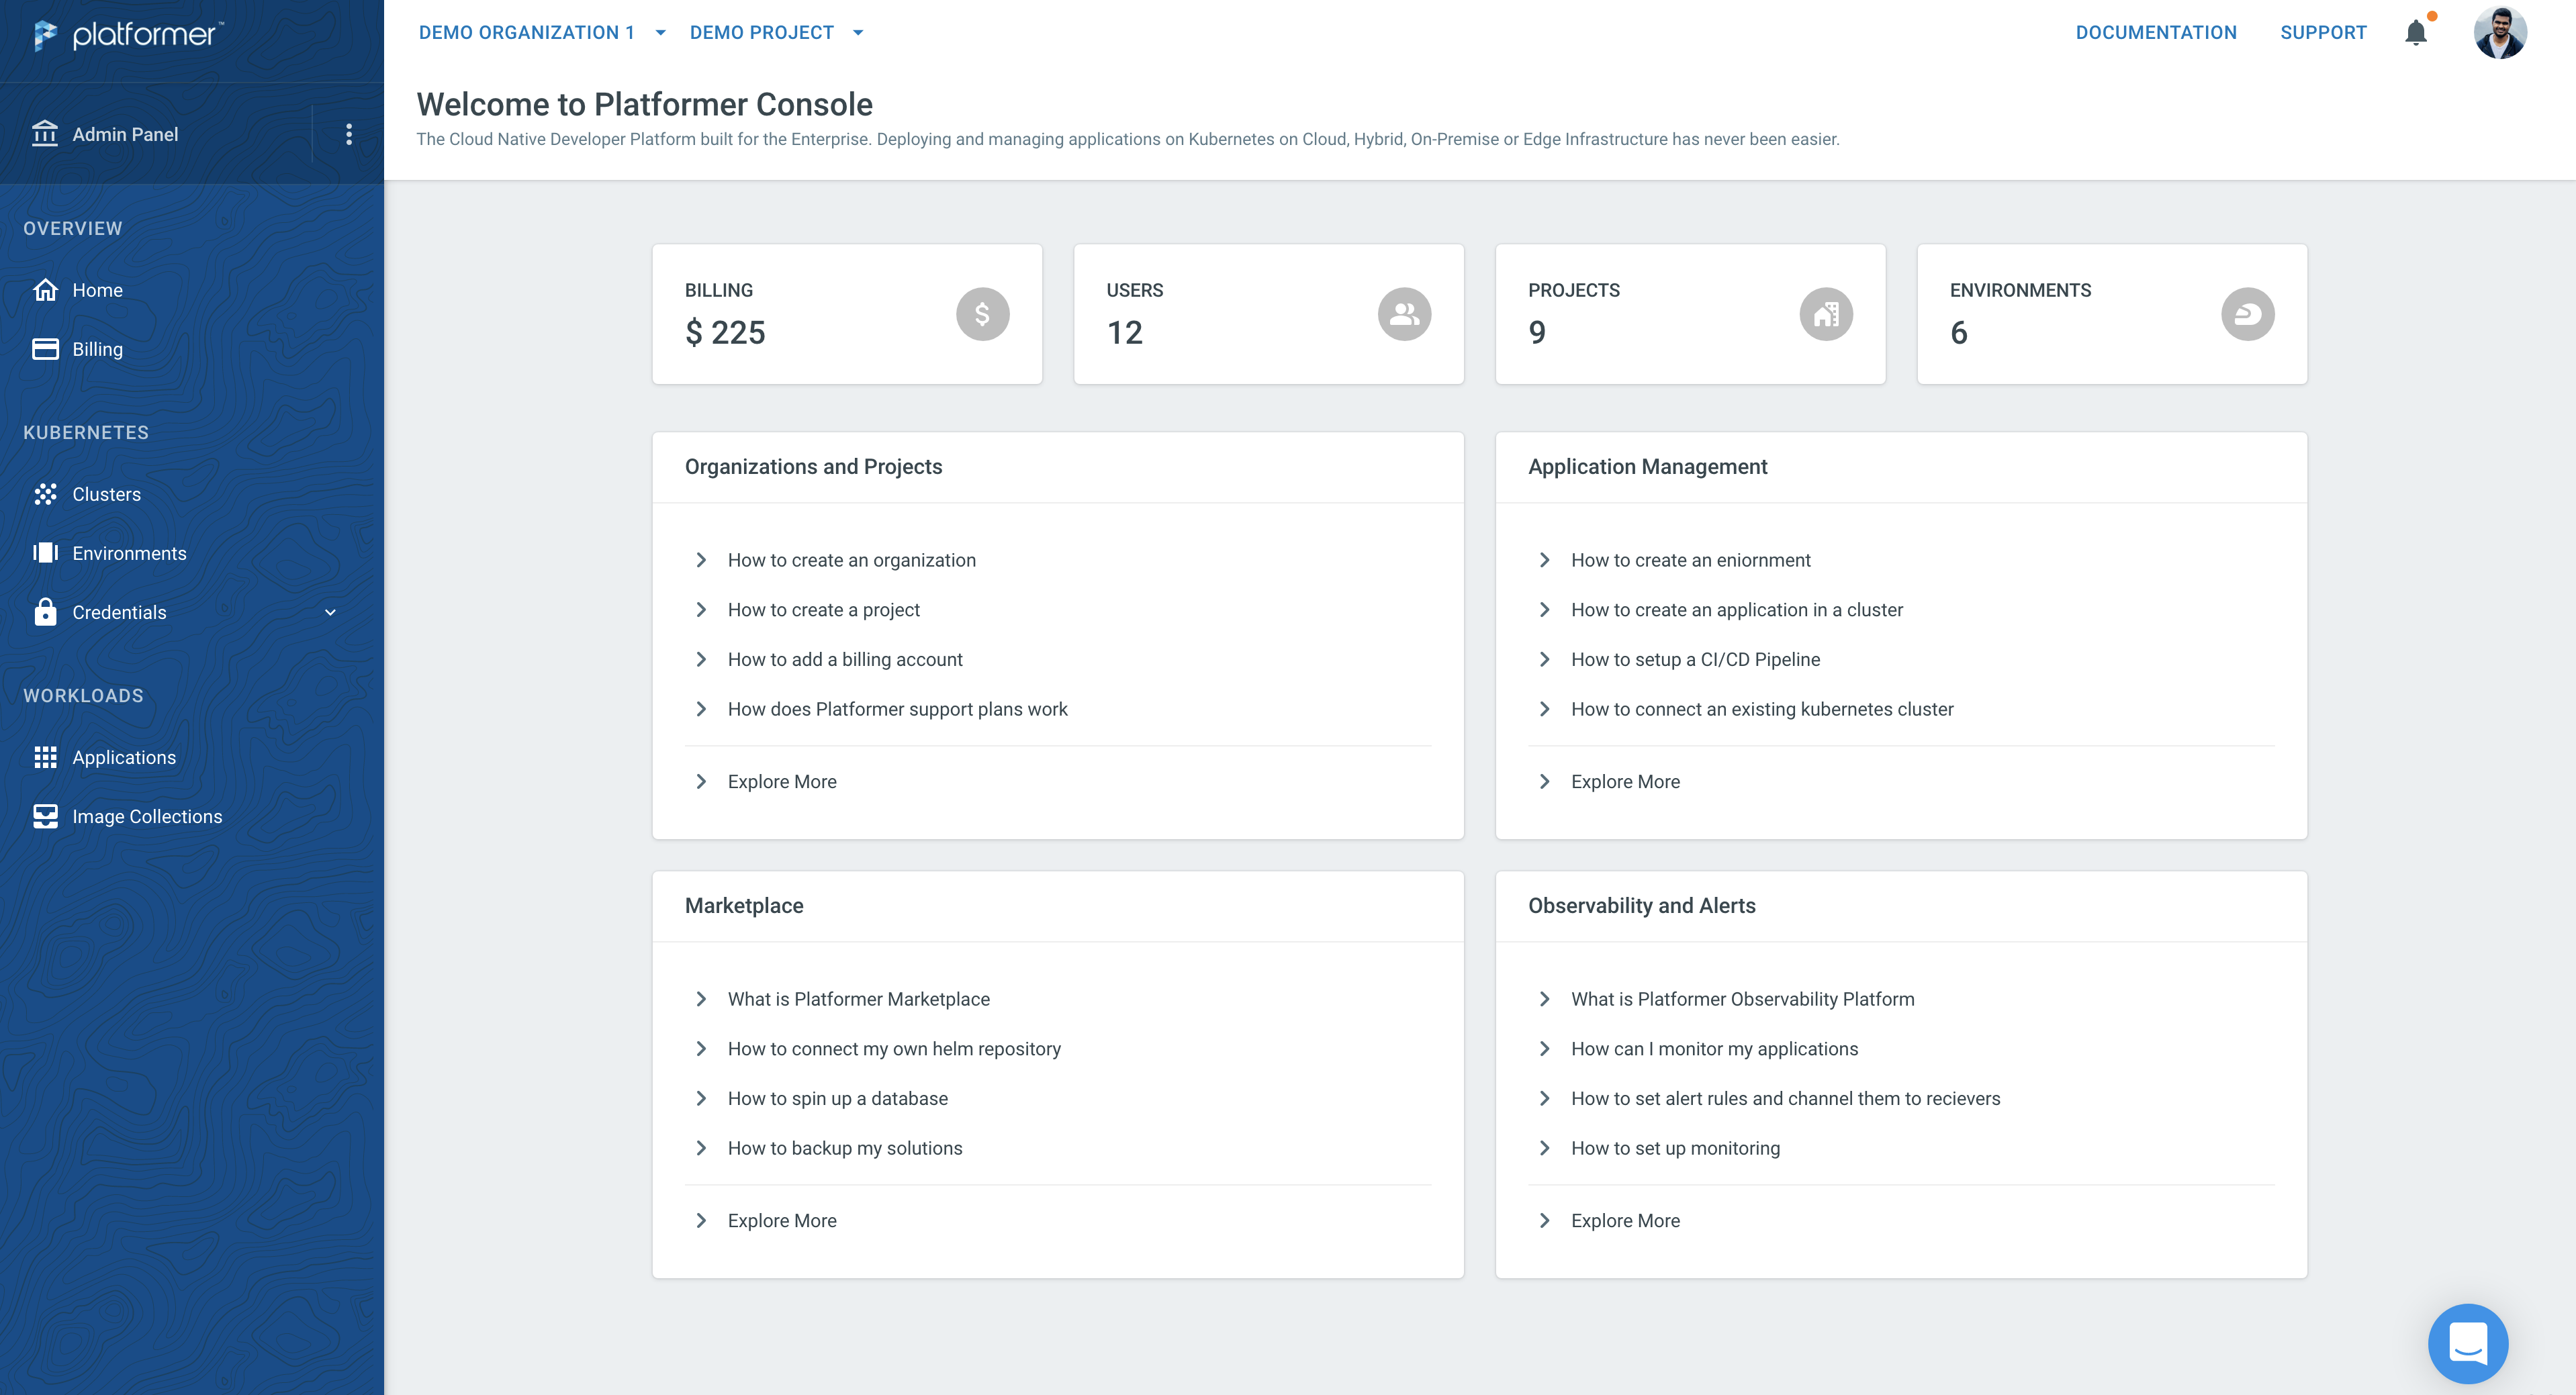 platformer™
Admin Panel
OVERVIEW
Home
Billing
KUBERNETES
Clusters
Environments
Credentials
WORKLOADS
Applications
Image Collections
DEMO ORGANIZATION 1 DEMO PROJECT DOCUMENTATION SUPPORT
Welcome to Platformer Console
The Cloud Native Developer Platform built for the Enterprise. Deploying and managing applications on Kubernetes on Cloud, Hybrid, On-Premise or Edge Infrastructure has never been easier.
BILLING
$ 225
$
USERS
12
PROJECTS
9
ENVIRONMENTS
6
Organizations and Projects
How to create an organization
How to create a project
How to add a billing account
How does Platformer support plans work
Explore More
Application Management
How to create an eniornment
How to create an application in a cluster
How to setup a CI/CD Pipeline
How to connect an existing kubernetes cluster
Explore More
Marketplace
What is Platformer Marketplace
How to connect my own helm repository
How to spin up a database
How to backup my solutions
Explore More
Observability and Alerts
What is Platformer Observability Platform
How can I monitor my applications
How to set alert rules and channel them to recievers
How to set up monitoring
Explore More